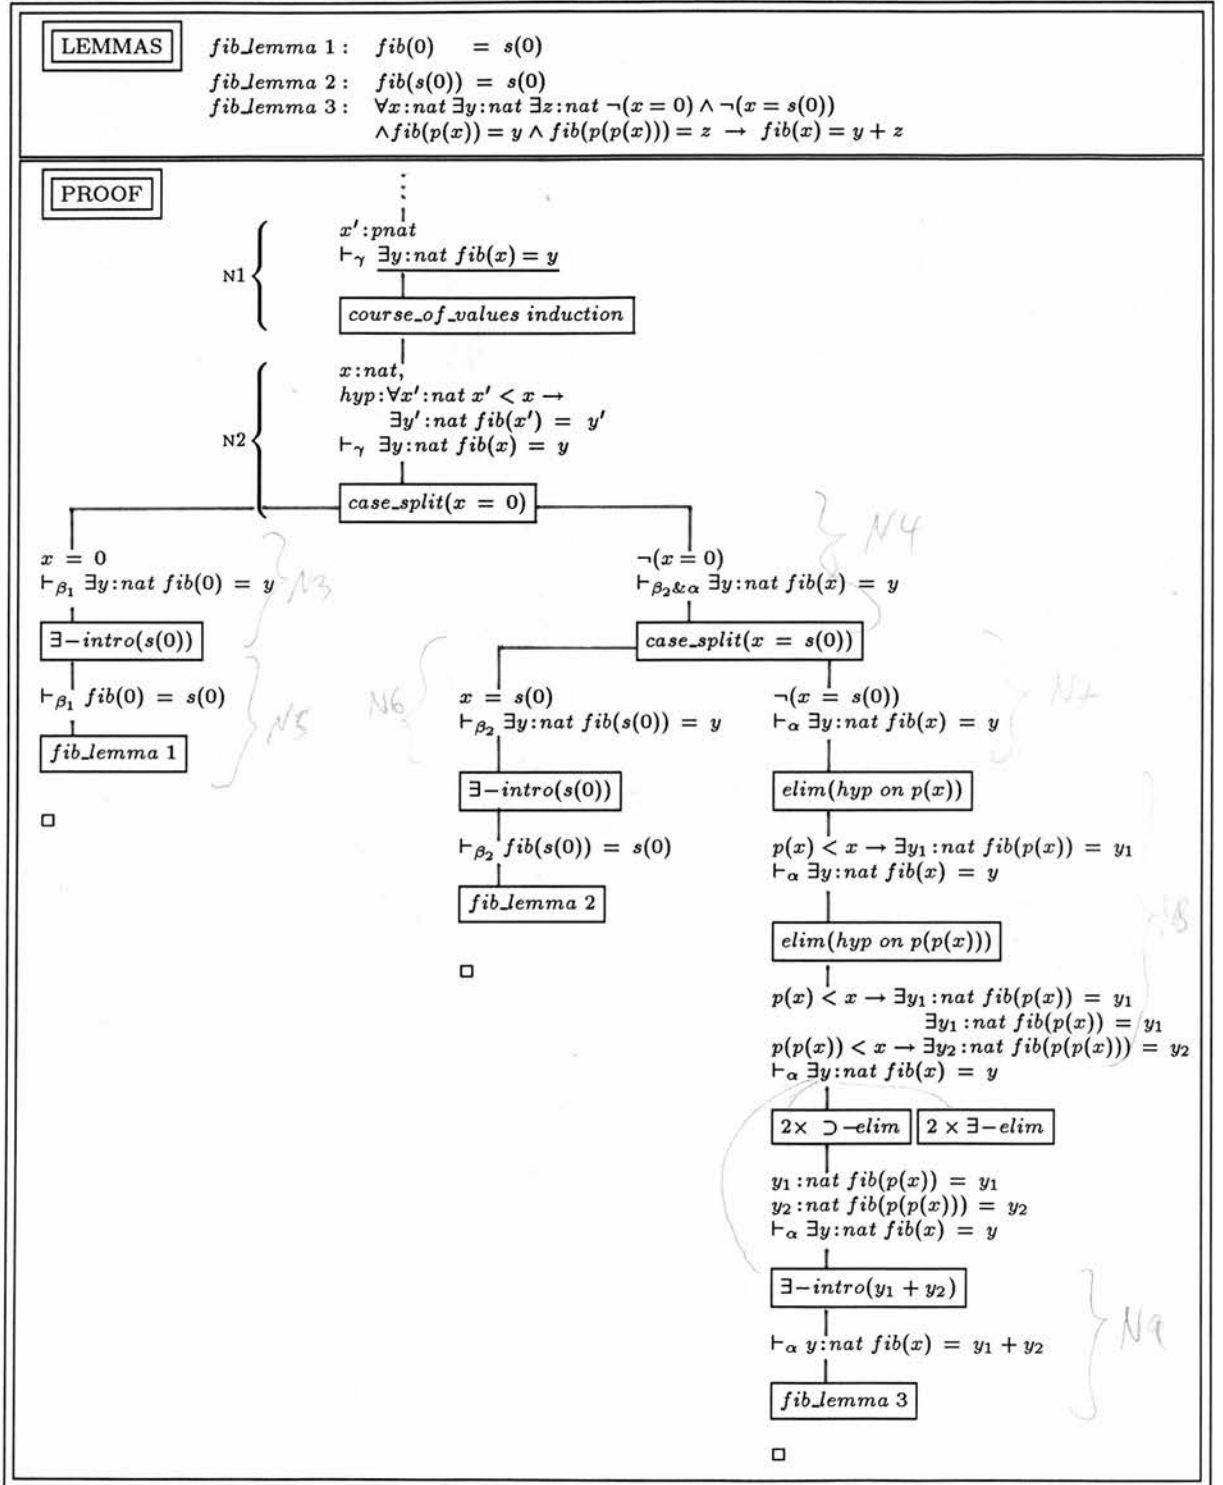 LEMMAS
fib_lemma 1 : fib(0) = s(0)
fib_lemma 2 : fib(s(0)) = s(0)
fib_lemma 3 : ∀x:nat ∃y:nat ∃z:nat ¬(x = 0) ∧ ¬(x = s(0))
∧fib(p(x)) = y ∧ fib(p(p(x))) = z → fib(x) = y + z
PROOF
x′:pnat
⊢γ ∃y:nat fib(x) = y
N1
course_of_values induction
x:nat,
hyp:∀x′:nat x′ < x →
∃y′:nat fib(x′) = y′
N2
⊢γ ∃y:nat fib(x) = y
case_split(x = 0)
N4
x = 0
⊢β₁ ∃y:nat fib(0) = y
N3
∃−intro(s(0))
⊢β₁ fib(0) = s(0)
N5
fib_lemma 1
□
¬(x = 0)
⊢β₂&α ∃y:nat fib(x) = y
case_split(x = s(0))
N6
x = s(0)
⊢β₂ ∃y:nat fib(s(0)) = y
∃−intro(s(0))
⊢β₂ fib(s(0)) = s(0)
fib_lemma 2
□
¬(x = s(0))
⊢α ∃y:nat fib(x) = y
elim(hyp on p(x))
p(x) < x → ∃y₁:nat fib(p(x)) = y₁
⊢α ∃y:nat fib(x) = y
elim(hyp on p(p(x)))
p(x) < x → ∃y₁:nat fib(p(x)) = y₁
∃y₁:nat fib(p(x)) = y₁
p(p(x)) < x → ∃y₂:nat fib(p(p(x))) = y₂
⊢α ∃y:nat fib(x) = y
2× ⊃−elim 2 × ∃−elim
y₁:nat fib(p(x)) = y₁
y₂:nat fib(p(p(x))) = y₂
⊢α ∃y:nat fib(x) = y
∃−intro(y₁ + y₂)
⊢α y:nat fib(x) = y₁ + y₂
N9
fib_lemma 3
□